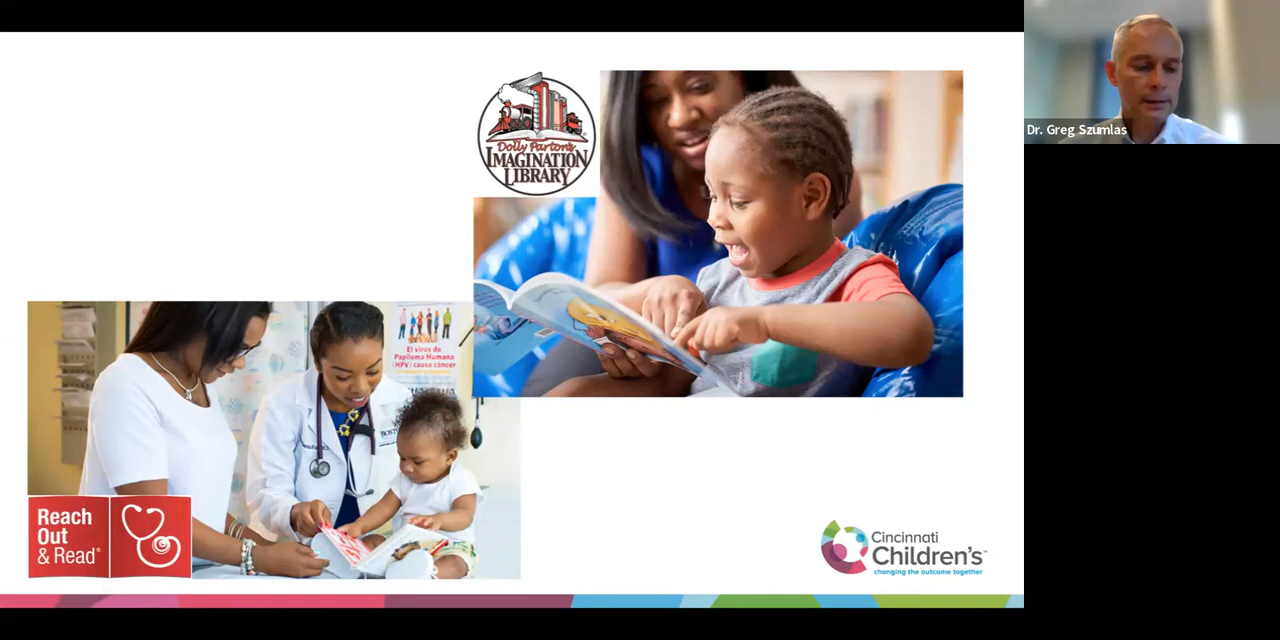 Dolly Parton's
IMAGINATION
LIBRARY
Dr. Greg Szumlas
El virus de
Papiloma Humana
(HPV) causa cáncer
Reach
Out
& Read®
Cincinnati
Children's™
changing the outcome together